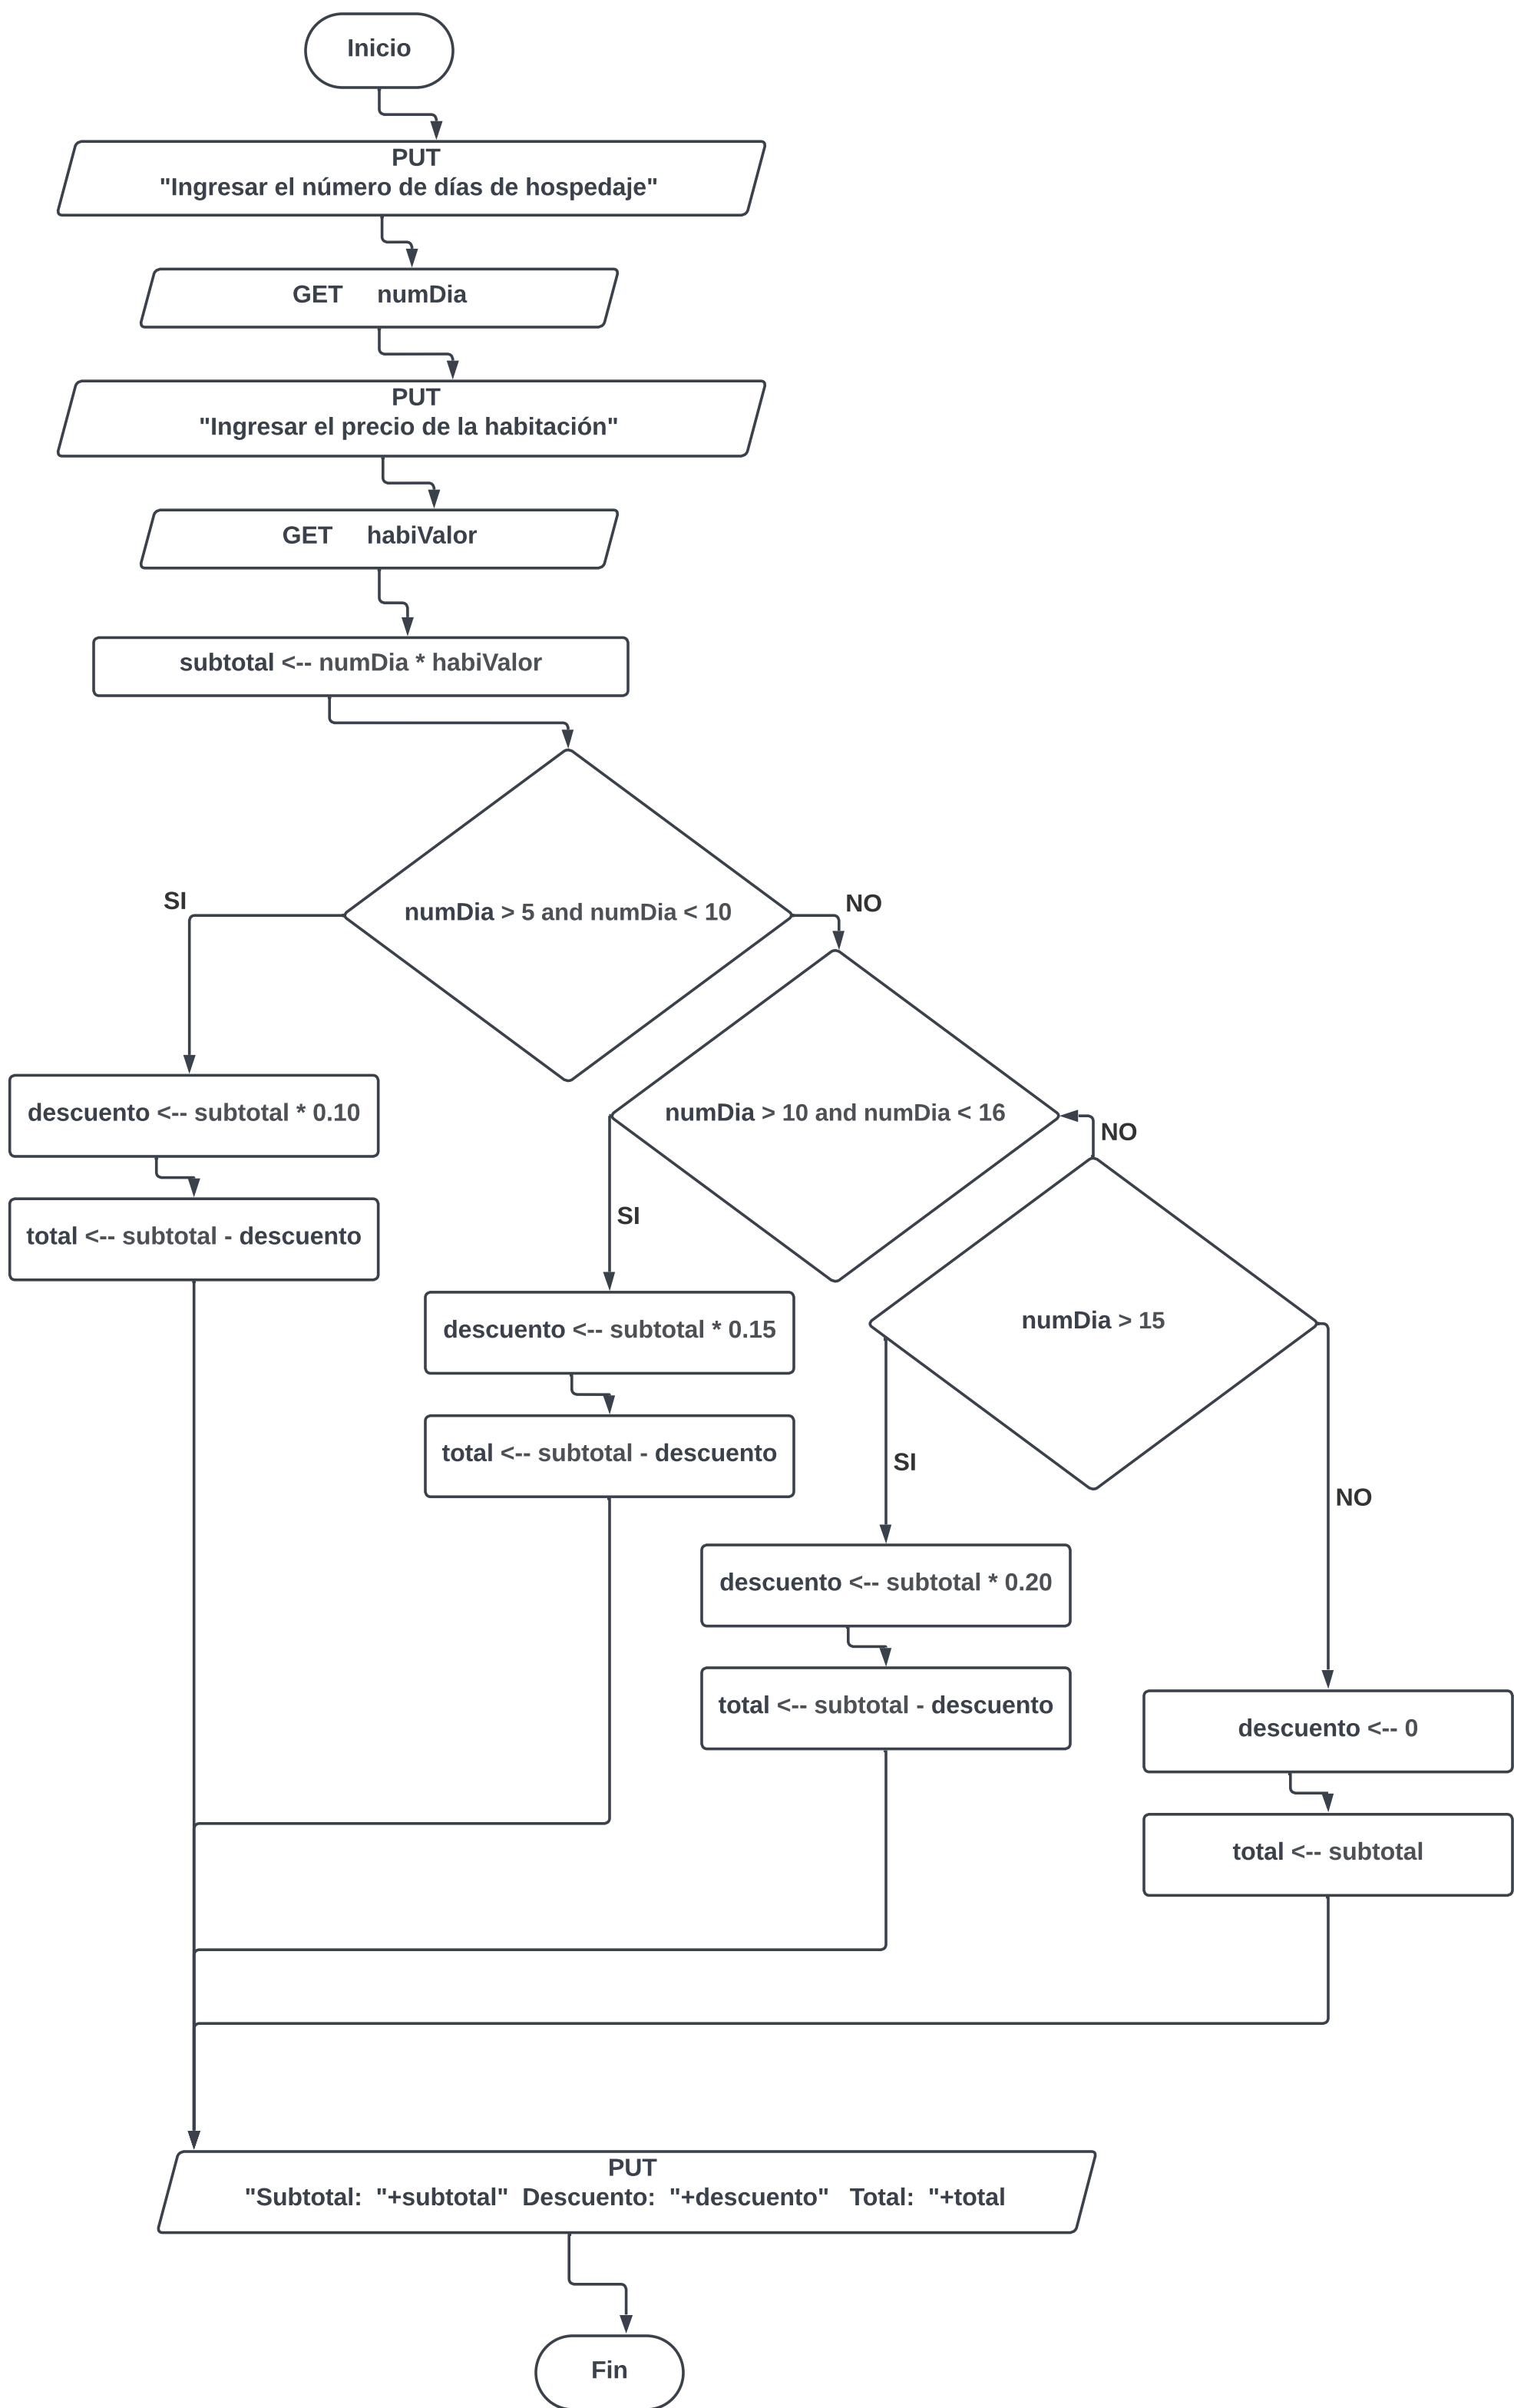 Inicio
PUT
"Ingresar el número de días de hospedaje"
GET     numDia
PUT
"Ingresar el precio de la habitación"
GET     habiValor
subtotal <-- numDia * habiValor
numDia > 5 and numDia < 10
SI
NO
numDia > 10 and numDia < 16
descuento <-- subtotal * 0.10
total <-- subtotal - descuento
SI
NO
descuento <-- subtotal * 0.15
total <-- subtotal - descuento
numDia > 15
SI
NO
descuento <-- subtotal * 0.20
total <-- subtotal - descuento
descuento <-- 0
total <-- subtotal
PUT
"Subtotal:  "+subtotal"  Descuento:  "+descuento"   Total:  "+total
Fin